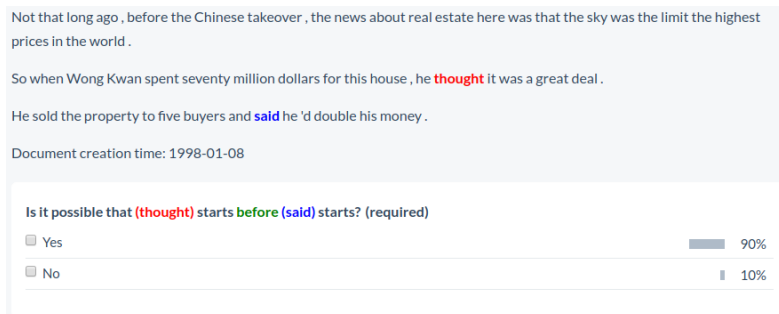 Not that long ago , before the Chinese takeover , the news about real estate here was that the sky was the limit the highest
prices in the world .
So when Wong Kwan spent seventy million dollars for this house , he thought it was a great deal .
He sold the property to five buyers and said he 'd double his money .
Document creation time: 1998-01-08
Is it possible that (thought) starts before (said) starts? (required)
Yes 90%
No 10%